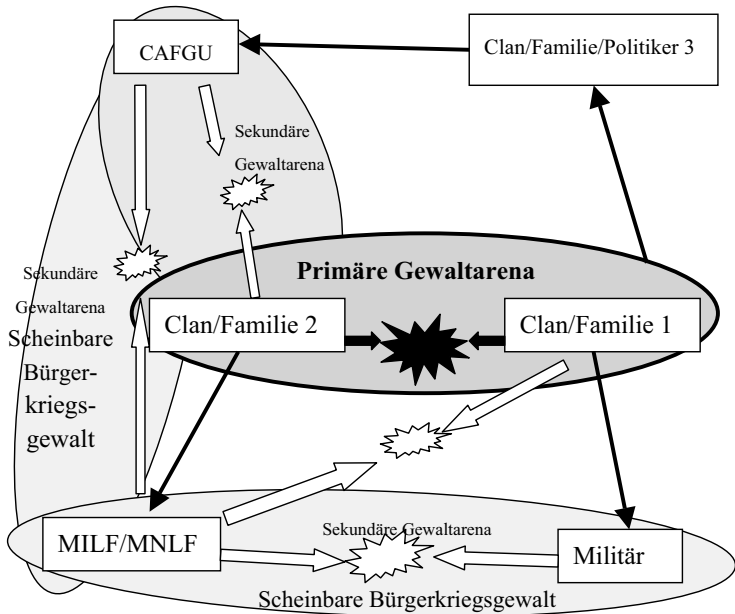 CAFGU
Clan/Familie/Politiker 3
Sekundäre
Gewaltarena
Primäre Gewaltarena
Sekundäre
Gewaltarena
Scheinbare
Bürger-
kriegs-
gewalt
Clan/Familie 2
Clan/Familie 1
MILF/MNLF
Sekundäre Gewaltarena
Militär
Scheinbare Bürgerkriegsgewalt